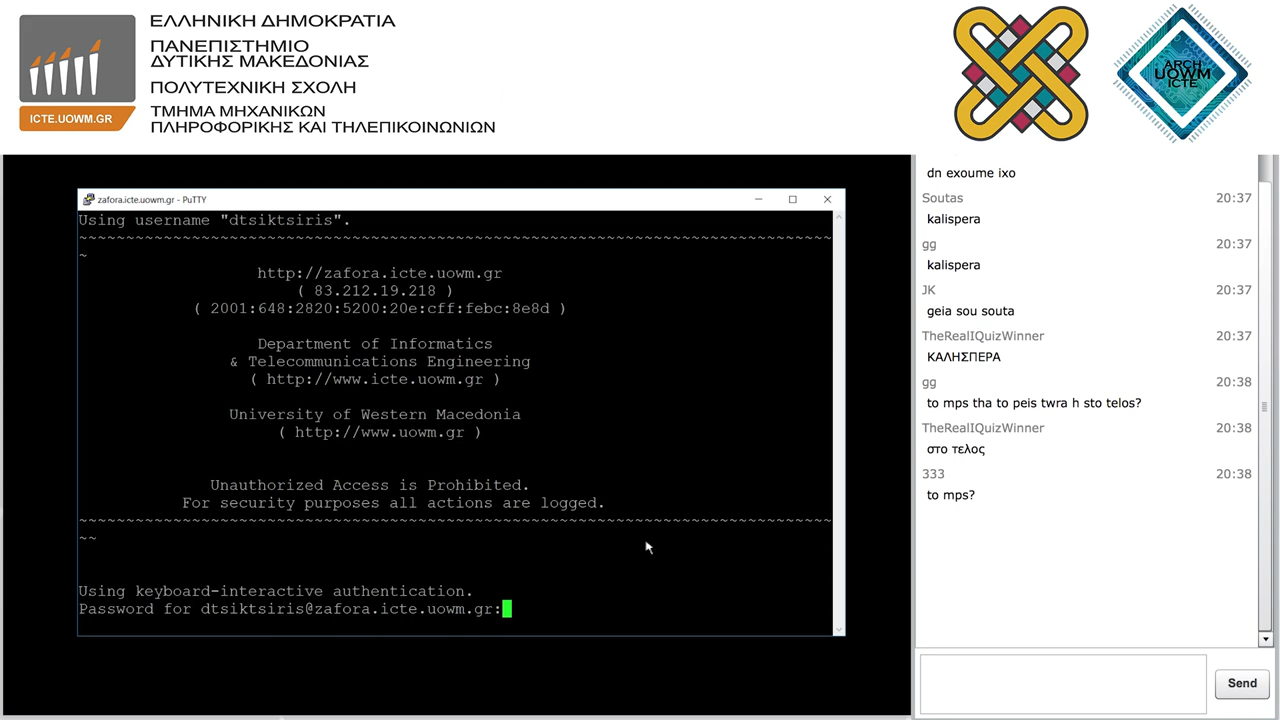 ΕΛΛΗΝΙΚΗ ΔΗΜΟΚΡΑΤΙΑ
ΠΑΝΕΠΙΣΤΗΜΙΟ
ΔΥΤΙΚΗΣ ΜΑΚΕΔΟΝΙΑΣ
ΠΟΛΥΤΕΧΝΙΚΗ ΣΧΟΛΗ
ΤΜΗΜΑ ΜΗΧΑΝΙΚΩΝ
ΠΛΗΡΟΦΟΡΙΚΗΣ ΚΑΙ ΤΗΛΕΠΙΚΟΙΝΩΝΙΩΝ
ICTE.UOWM.GR
ARCH
UOWM
ICTE
zafora.icte.uowm.gr - PuTTY
Using username "dtsiktsiris".
~~~~~~~~~~~~~~~~~~~~~~~~~~~~~~~~~~~~~~~~~~~~~~~~~~~~~~~~~~~~~~~~~~~~~~~~~~~~~~~~
~
http://zafora.icte.uowm.gr
( 83.212.19.218 )
( 2001:648:2820:5200:20e:cff:febc:8e8d )
Department of Informatics
& Telecommunications Engineering
( http://www.icte.uowm.gr )
University of Western Macedonia
( http://www.uowm.gr )
Unauthorized Access is Prohibited.
For security purposes all actions are logged.
~~~~~~~~~~~~~~~~~~~~~~~~~~~~~~~~~~~~~~~~~~~~~~~~~~~~~~~~~~~~~~~~~~~~~~~~~~~~~~~~
~~
Using keyboard-interactive authentication.
Password for dtsiktsiris@zafora.icte.uowm.gr:
dn exoume ixo
Soutas 20:37
kalispera
gg 20:37
kalispera
JK 20:37
geia sou souta
TheRealIQuizWinner 20:37
ΚΑΛΗΣΠΕΡΑ
gg 20:38
to mps tha to peis twra h sto telos?
TheRealIQuizWinner 20:38
στο τελος
333 20:38
to mps?
Send